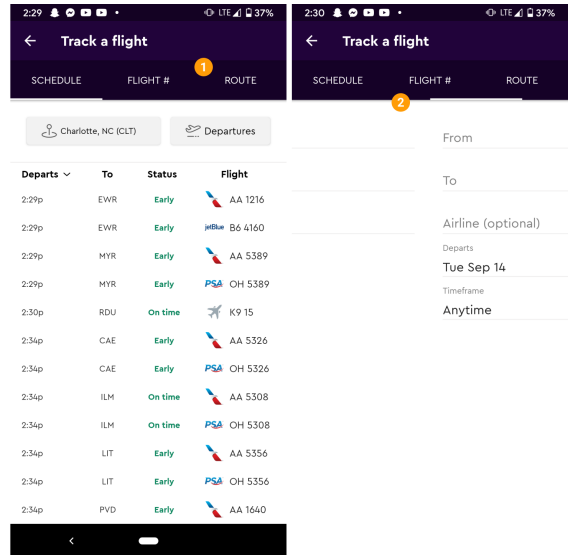 2:29 LTE 37%
Track a flight
1
SCHEDULE FLIGHT # ROUTE
Charlotte, NC (CLT) Departures
Departs To Status Flight
2:29p EWR Early AA 1216
2:29p EWR Early jetBlue B6 4160
2:29p MYR Early AA 5389
2:29p MYR Early PSA OH 5389
2:30p RDU On time K9 15
2:34p CAE Early AA 5326
2:34p CAE Early PSA OH 5326
2:34p ILM On time AA 5308
2:34p ILM On time PSA OH 5308
2:34p LIT Early AA 5356
2:34p LIT Early PSA OH 5356
2:34p PVD Early AA 1640
2:30 LTE 37%
Track a flight
SCHEDULE FLIGHT # ROUTE
2
From
To
Airline (optional)
Departs
Tue Sep 14
Timeframe
Anytime